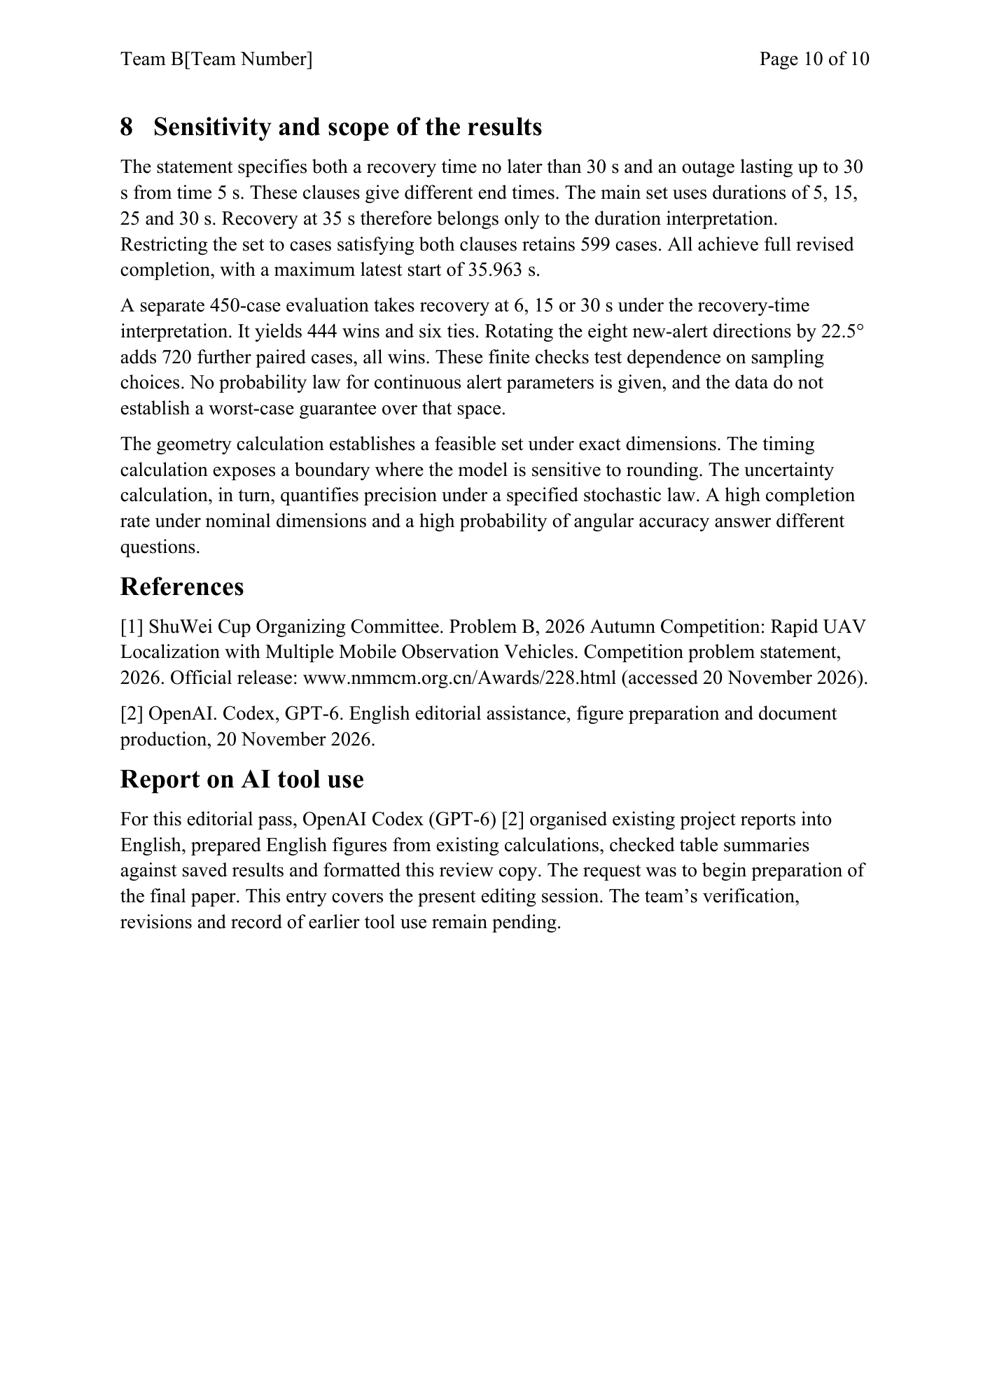 Team B[Team Number] Page 10 of 10
8 Sensitivity and scope of the results
The statement specifies both a recovery time no later than 30 s and an outage lasting up to 30
s from time 5 s. These clauses give different end times. The main set uses durations of 5, 15,
25 and 30 s. Recovery at 35 s therefore belongs only to the duration interpretation.
Restricting the set to cases satisfying both clauses retains 599 cases. All achieve full revised
completion, with a maximum latest start of 35.963 s.
A separate 450-case evaluation takes recovery at 6, 15 or 30 s under the recovery-time
interpretation. It yields 444 wins and six ties. Rotating the eight new-alert directions by 22.5°
adds 720 further paired cases, all wins. These finite checks test dependence on sampling
choices. No probability law for continuous alert parameters is given, and the data do not
establish a worst-case guarantee over that space.
The geometry calculation establishes a feasible set under exact dimensions. The timing
calculation exposes a boundary where the model is sensitive to rounding. The uncertainty
calculation, in turn, quantifies precision under a specified stochastic law. A high completion
rate under nominal dimensions and a high probability of angular accuracy answer different
questions.
References
[1] ShuWei Cup Organizing Committee. Problem B, 2026 Autumn Competition: Rapid UAV
Localization with Multiple Mobile Observation Vehicles. Competition problem statement,
2026. Official release: www.nmmcm.org.cn/Awards/228.html (accessed 20 November 2026).
[2] OpenAI. Codex, GPT-6. English editorial assistance, figure preparation and document
production, 20 November 2026.
Report on AI tool use
For this editorial pass, OpenAI Codex (GPT-6) [2] organised existing project reports into
English, prepared English figures from existing calculations, checked table summaries
against saved results and formatted this review copy. The request was to begin preparation of
the final paper. This entry covers the present editing session. The team’s verification,
revisions and record of earlier tool use remain pending.